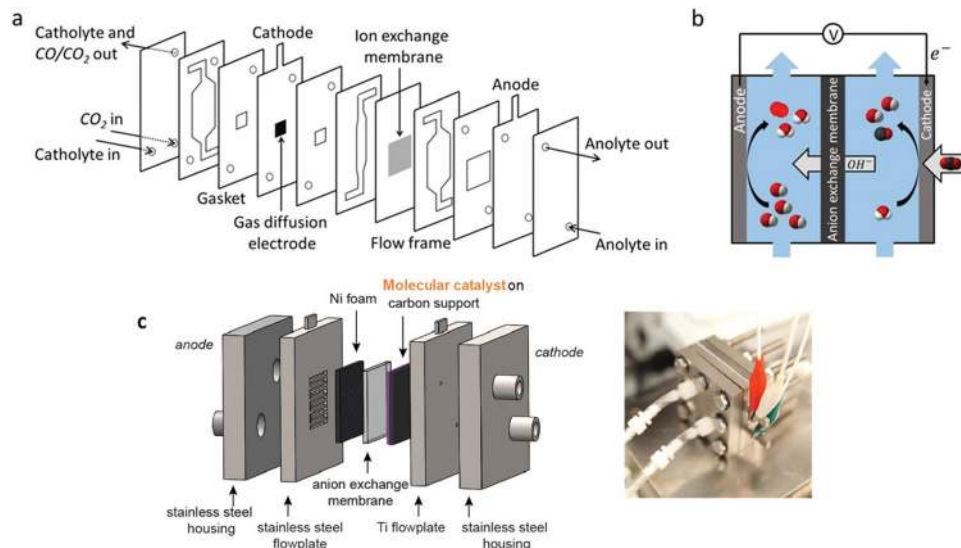 a
Catholyte and
CO/CO₂ out
Cathode
Ion exchange
membrane
Anode
CO₂ in
Catholyte in
Gasket
Gas diffusion
electrode
Flow frame
Anolyte out
Anolyte in
b
V
e⁻
Anode
Anion exchange membrane
Cathode
OH⁻
c
Molecular catalyst on
carbon support
Ni foam
anode
cathode
anion exchange
membrane
stainless steel
housing
stainless steel
flowplate
Ti flowplate
stainless steel
housing